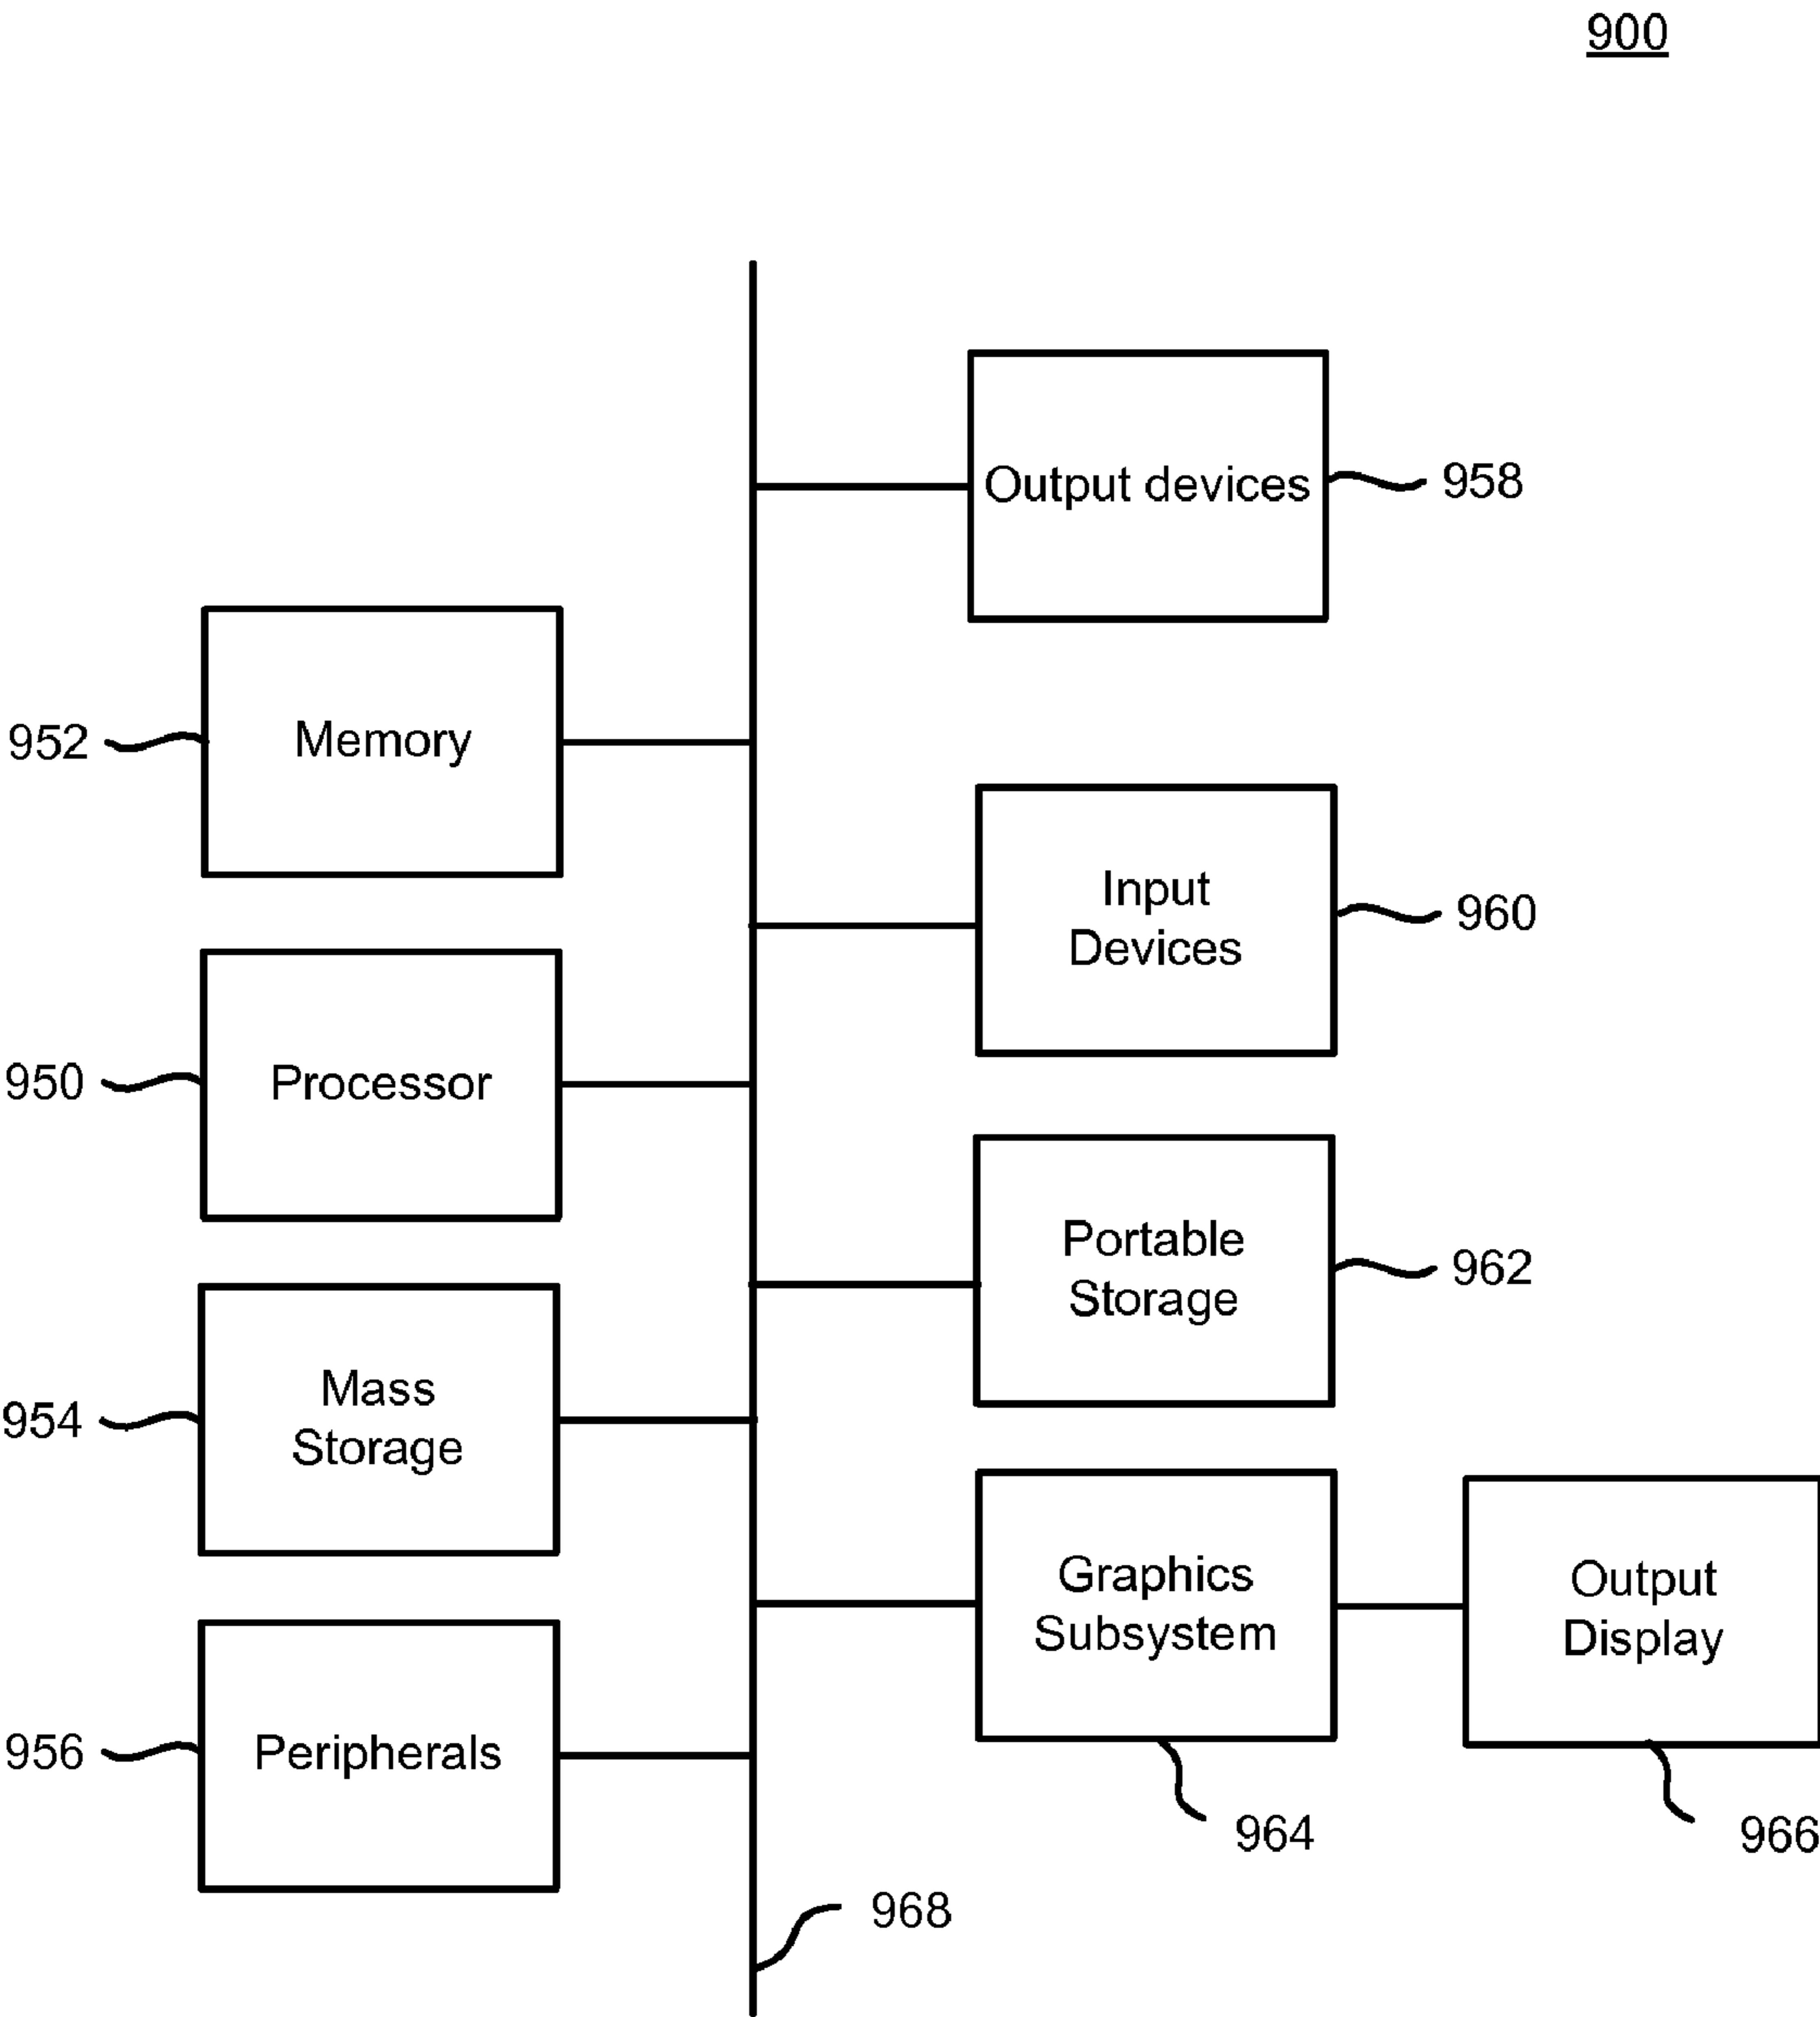 900
Output devices
958
952
Memory
Input
Devices
960
950
Processor
Portable
Storage
962
954
Mass
Storage
Graphics
Subsystem
Output
Display
956
Peripherals
964
966
968